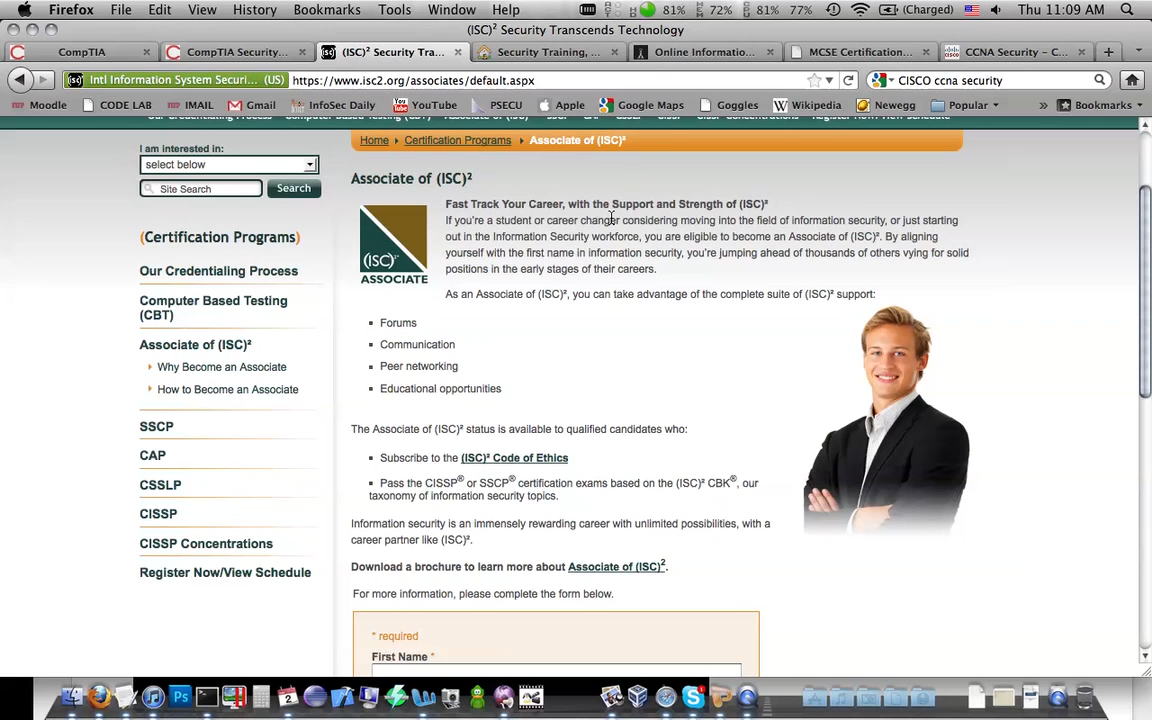 Firefox File Edit View History Bookmarks Tools Window Help 81% 72% 81% 77% (Charged) Thu 11:09 AM
(ISC)² Security Transcends Technology
CompTIA × CompTIA Security... × (ISC)² Security Tra... × Security Training, ... × Online Informatio... × MCSE Certification... × CCNA Security – C... ×
Intl Information System Securi... (US) https://www.isc2.org/associates/default.aspx CISCO ccna security
Moodle CODE LAB IMAIL Gmail InfoSec Daily YouTube PSECU Apple Google Maps Goggles Wikipedia Newegg Popular » Bookmarks
I am interested in:
select below
Site Search Search
Home Certification Programs Associate of (ISC)²
(Certification Programs)
Our Credentialing Process
Computer Based Testing
(CBT)
Associate of (ISC)²
Why Become an Associate
How to Become an Associate
SSCP
CAP
CSSLP
CISSP
CISSP Concentrations
Register Now/View Schedule
Associate of (ISC)²
(ISC)²
ASSOCIATE
Fast Track Your Career, with the Support and Strength of (ISC)²
If you're a student or career changer considering moving into the field of information security, or just starting
out in the Information Security workforce, you are eligible to become an Associate of (ISC)². By aligning
yourself with the first name in information security, you're jumping ahead of thousands of others vying for solid
positions in the early stages of their careers.
As an Associate of (ISC)², you can take advantage of the complete suite of (ISC)² support:
Forums
Communication
Peer networking
Educational opportunities
The Associate of (ISC)² status is available to qualified candidates who:
Subscribe to the (ISC)² Code of Ethics
Pass the CISSP® or SSCP® certification exams based on the (ISC)² CBK®, our
taxonomy of information security topics.
Information security is an immensely rewarding career with unlimited possibilities, with a
career partner like (ISC)².
Download a brochure to learn more about Associate of (ISC)².
For more information, please complete the form below.
* required
First Name *